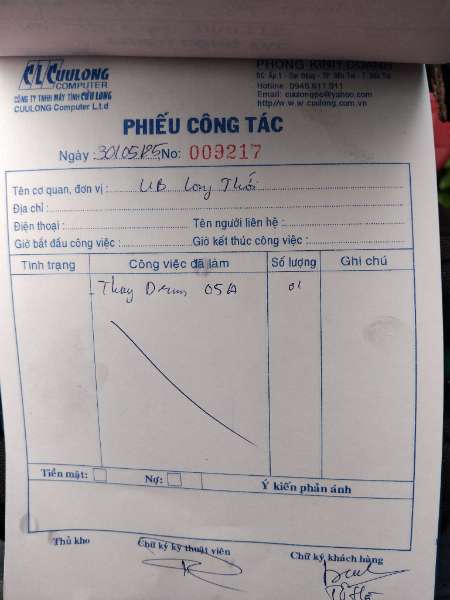 PHÒNG KINH DOANH
CLC CUULONG
COMPUTER
CÔNG TY TNHH MÁY TÍNH CỬU LONG
CUULONG Computer L.t.d
Hotline: 0946.611.911
Email: cuulongpc@yahoo.com
http://w.w.w.cuulong.com.vn
PHIẾU CÔNG TÁC
Ngày: 30/05/25 No: 009217
Tên cơ quan, đơn vị: UB Long Thới
Địa chỉ:
Điện thoại: Tên người liên hệ:
Giờ bắt đầu công việc: Giờ kết thúc công việc:
Tình trạng Công việc đã làm Số lượng Ghi chú
- Thay Drum 05A 01
Tiền mặt: Nợ: Ý kiến phản ánh
Thủ kho Chữ ký kỹ thuật viên Chữ ký khách hàng